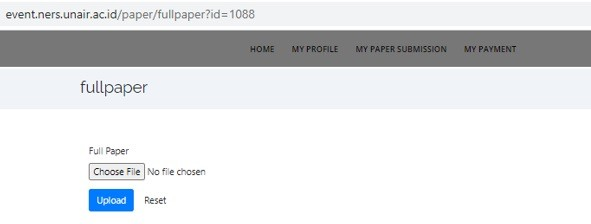 event.ners.unair.ac.id/paper/fullpaper?id=1088
HOME MY PROFILE MY PAPER SUBMISSION MY PAYMENT
fullpaper
Full Paper
Choose File No file chosen
Upload Reset